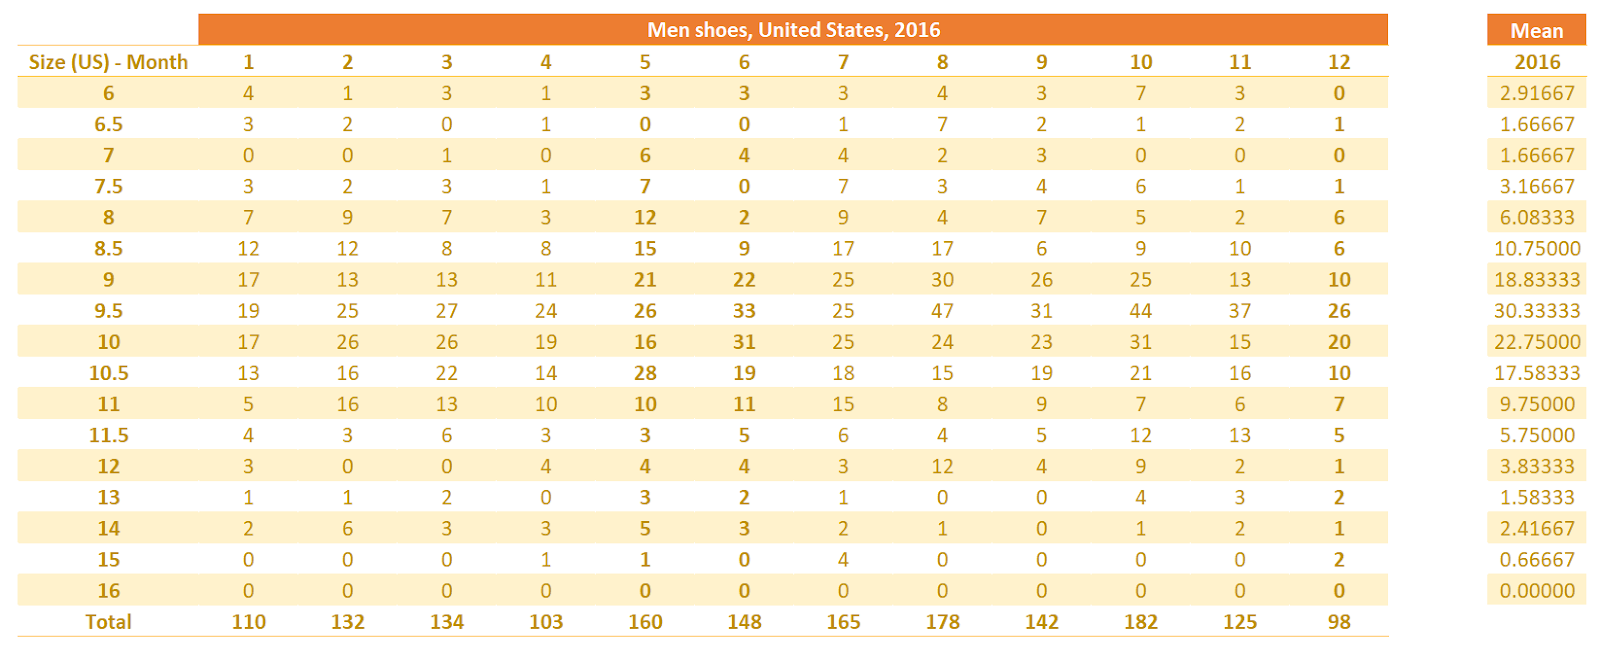 Men shoes, United States, 2016 Mean
Size (US) - Month 1 2 3 4 5 6 7 8 9 10 11 12 2016
6 4 1 3 1 3 3 3 4 3 7 3 0 2.91667
6.5 3 2 0 1 0 0 1 7 2 1 2 1 1.66667
7 0 0 1 0 6 4 4 2 3 0 0 0 1.66667
7.5 3 2 3 1 7 0 7 3 4 6 1 1 3.16667
8 7 9 7 3 12 2 9 4 7 5 2 6 6.08333
8.5 12 12 8 8 15 9 17 17 6 9 10 6 10.75000
9 17 13 13 11 21 22 25 30 26 25 13 10 18.83333
9.5 19 25 27 24 26 33 25 47 31 44 37 26 30.33333
10 17 26 26 19 16 31 25 24 23 31 15 20 22.75000
10.5 13 16 22 14 28 19 18 15 19 21 16 10 17.58333
11 5 16 13 10 10 11 15 8 9 7 6 7 9.75000
11.5 4 3 6 3 3 5 6 4 5 12 13 5 5.75000
12 3 0 0 4 4 4 3 12 4 9 2 1 3.83333
13 1 1 2 0 3 2 1 0 0 4 3 2 1.58333
14 2 6 3 3 5 3 2 1 0 1 2 1 2.41667
15 0 0 0 1 1 0 4 0 0 0 0 2 0.66667
16 0 0 0 0 0 0 0 0 0 0 0 0 0.00000
Total 110 132 134 103 160 148 165 178 142 182 125 98